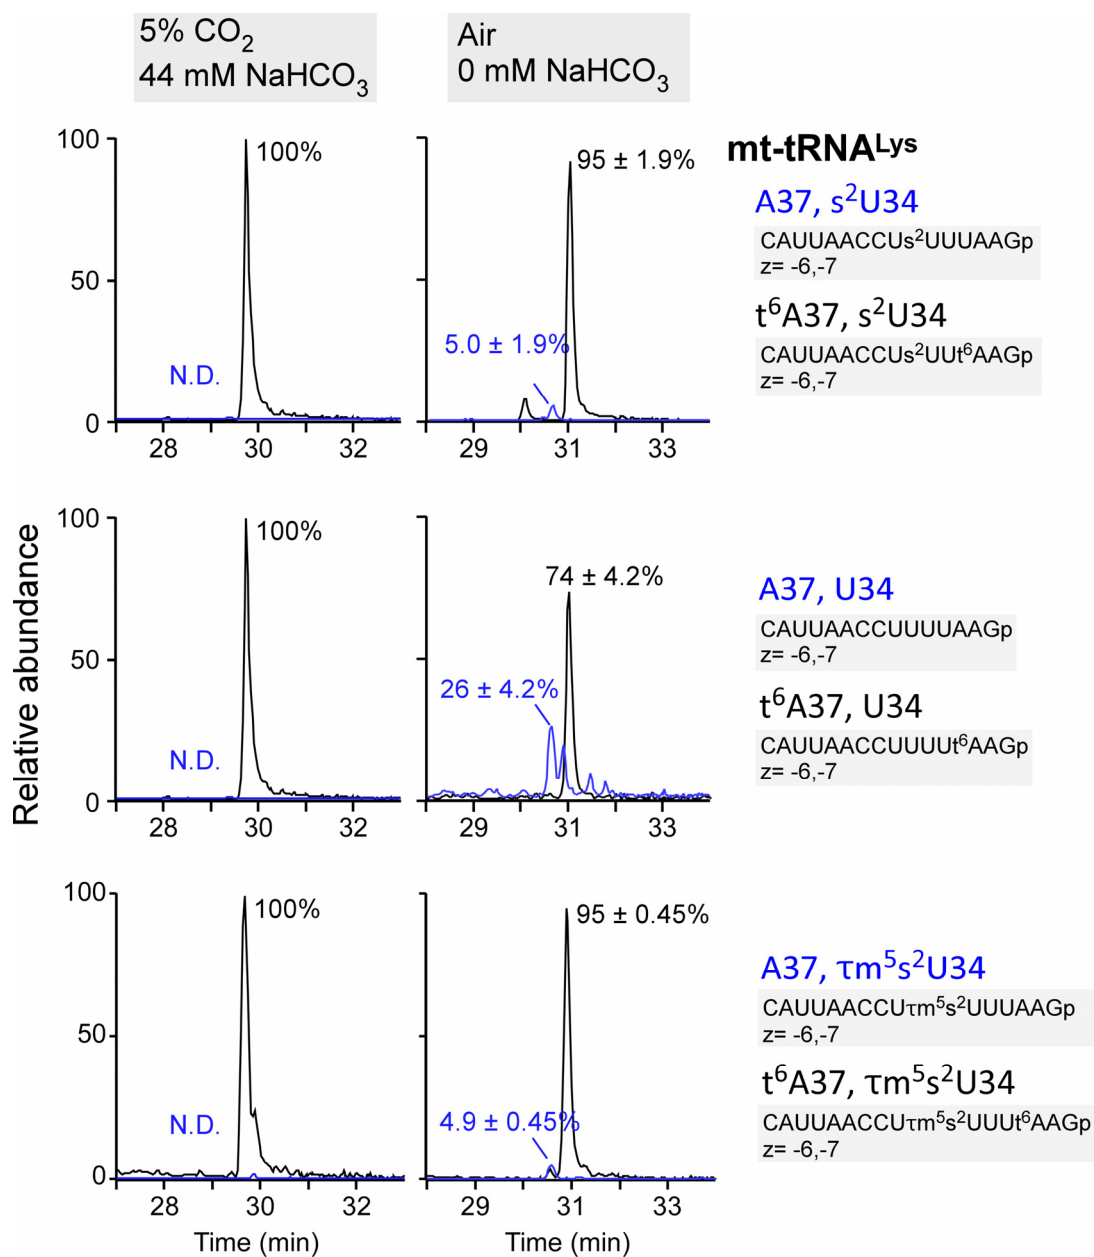 5% CO₂
44 mM NaHCO₃
Air
0 mM NaHCO₃
100
50
0
100%
N.D.
28
30
32
95 ± 1.9%
5.0 ± 1.9%
29
31
33
mt-tRNAᴸʸˢ
A37, s²U34
CAUUAACCUs²UUUAAGp
z= -6,-7
t⁶A37, s²U34
CAUUAACCUs²UUt⁶AAGp
z= -6,-7
Relative abundance
100
50
0
100%
N.D.
28
30
32
74 ± 4.2%
26 ± 4.2%
29
31
33
A37, U34
CAUUAACCUUUUAAGp
z= -6,-7
t⁶A37, U34
CAUUAACCUUUUt⁶AAGp
z= -6,-7
100
50
0
100%
N.D.
28
30
32
Time (min)
95 ± 0.45%
4.9 ± 0.45%
29
31
33
Time (min)
A37, τm⁵s²U34
CAUUAACCUτm⁵s²UUUAAGp
z= -6,-7
t⁶A37, τm⁵s²U34
CAUUAACCUτm⁵s²UUUt⁶AAGp
z= -6,-7